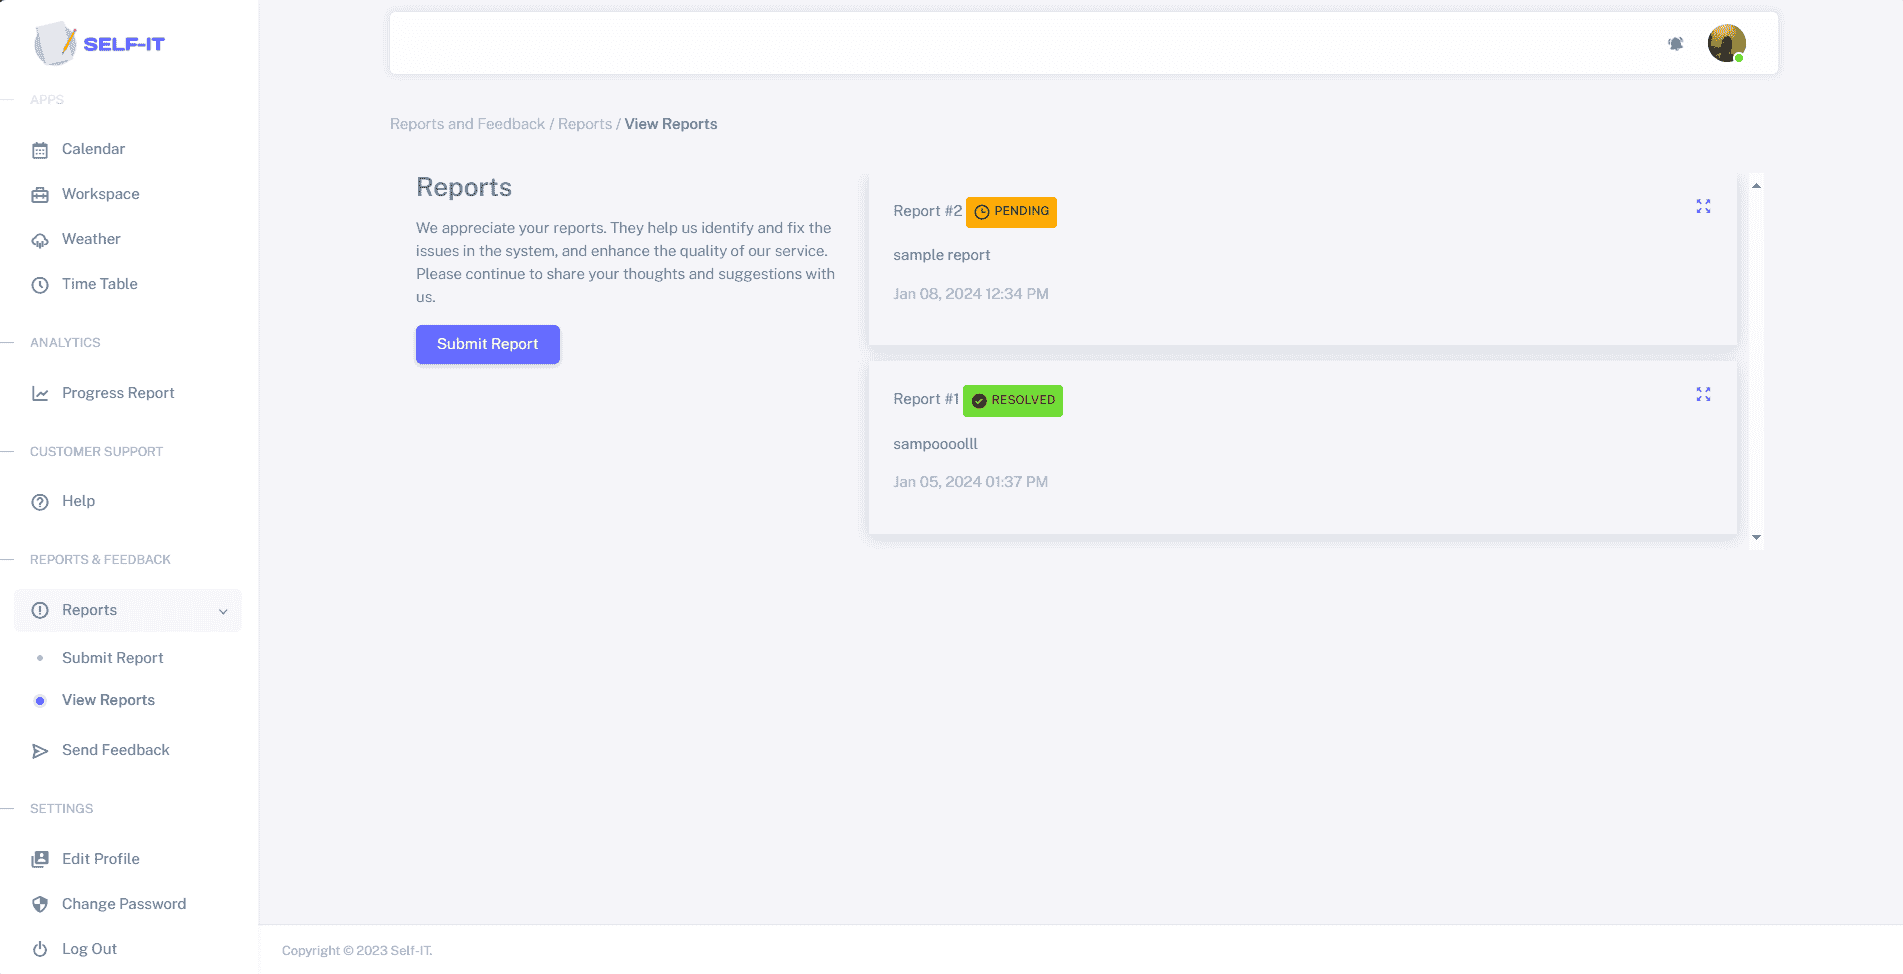 SELF-IT
APPS
Calendar
Workspace
Weather
Time Table
ANALYTICS
Progress Report
CUSTOMER SUPPORT
Help
REPORTS & FEEDBACK
Reports
Submit Report
View Reports
Send Feedback
SETTINGS
Edit Profile
Change Password
Log Out
Reports and Feedback / Reports / View Reports
Reports
We appreciate your reports. They help us identify and fix the
issues in the system, and enhance the quality of our service.
Please continue to share your thoughts and suggestions with
us.
Submit Report
Report #2 PENDING
sample report
Jan 08, 2024 12:34 PM
Report #1 RESOLVED
sampoooolll
Jan 05, 2024 01:37 PM
Copyright © 2023 Self-IT.